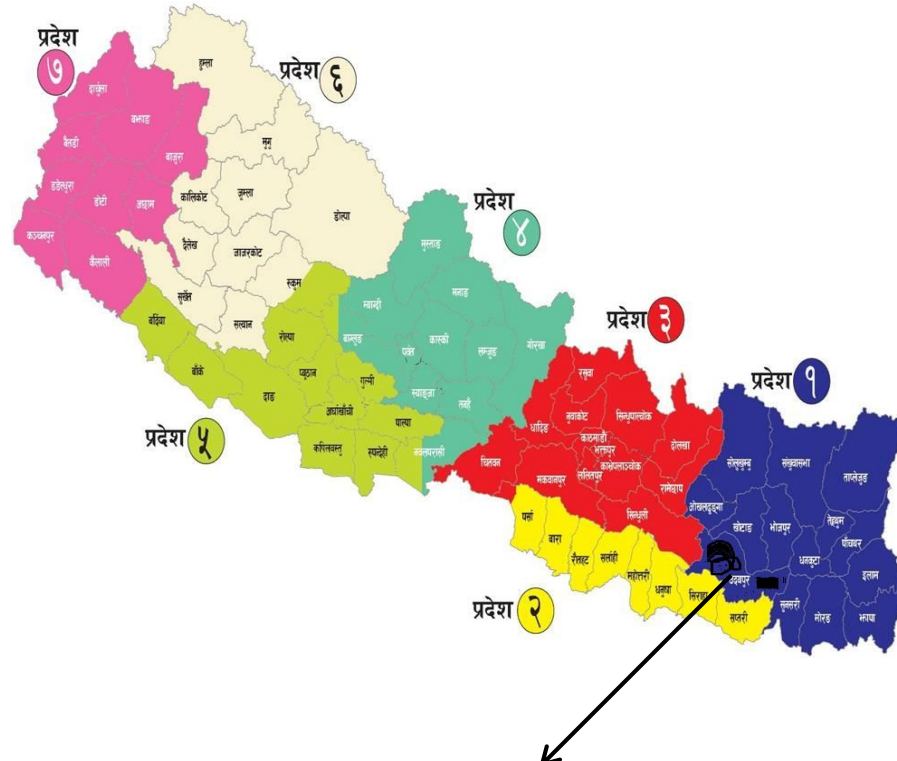 प्रदेश
७
हुम्ला
प्रदेश ६
दार्चुला
बझाङ
बैतडी
बाजुरा
मुगु
डडेल्धुरा
डोटी
अछाम
कालिकोट
जुम्ला
डोल्पा
कञ्चनपुर
कैलाली
दैलेख
जाजरकोट
सुर्खेत
रुकुम
सल्यान
प्रदेश
४
मुस्ताङ
मनाङ
म्याग्दी
बाग्लुङ
पर्वत
कास्की
लम्जुङ
गोरखा
स्याङ्जा
तनहुँ
नवलपरासी
बर्दिया
बाँके
रोल्पा
प्यूठान
गुल्मी
दाङ
अर्घाखाँची
पाल्पा
प्रदेश ५
कपिलवस्तु
रुपन्देही
प्रदेश ३
रसुवा
धादिङ
नुवाकोट
सिन्धुपाल्चोक
काठमाडौं
भक्तपुर
दोलखा
चितवन
मकवानपुर
ललितपुर
काभ्रेपलाञ्चोक
रामेछाप
सिन्धुली
प्रदेश १
सोलुखुम्बु
संखुवासभा
ताप्लेजुङ
ओखलढुङ्गा
खोटाङ
भोजपुर
तेह्रथुम
पाँचथर
धनकुटा
इलाम
उदयपुर
सुनसरी
मोरङ
झापा
पर्सा
बारा
रौतहट
सर्लाही
महोत्तरी
धनुषा
सिराहा
सप्तरी
प्रदेश २